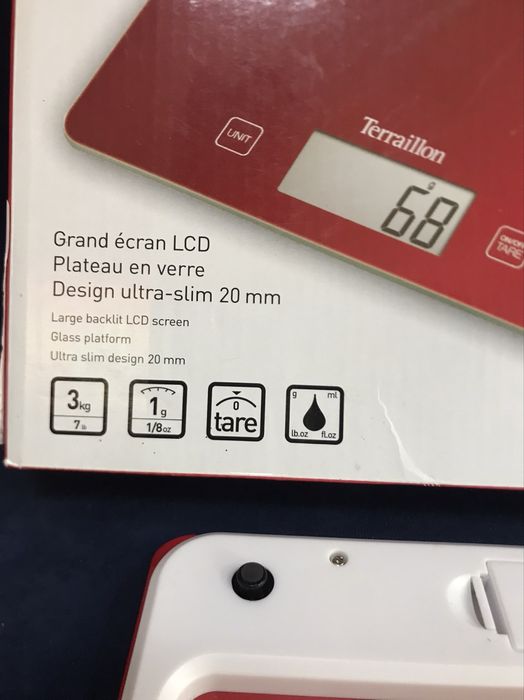 UNIT
Terraillon
g
68
ON/OFF
TARE
Grand écran LCD
Plateau en verre
Design ultra-slim 20 mm
Large backlit LCD screen
Glass platform
Ultra slim design 20 mm
3kg
7 lb
1g
1/8oz
0
tare
g ml
lb.oz fl.oz